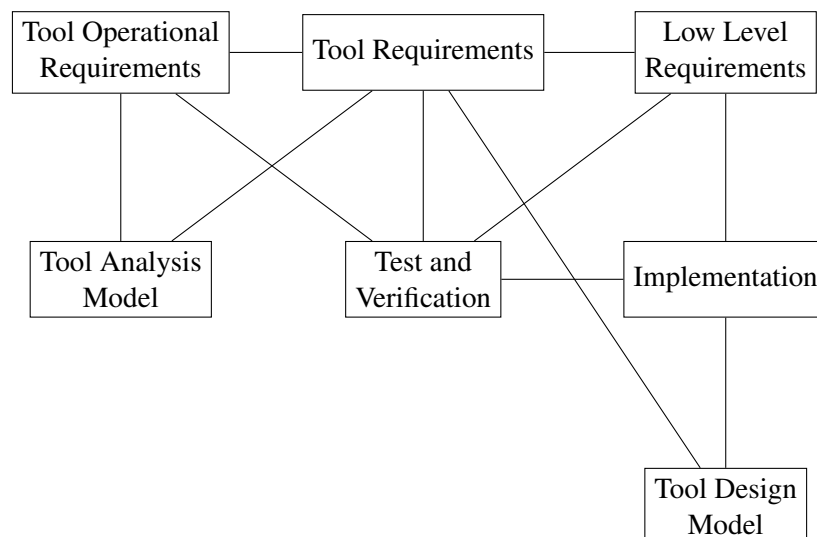 Tool Operational
Requirements
Tool Requirements
Low Level
Requirements
Tool Analysis
Model
Test and
Verification
Implementation
Tool Design
Model